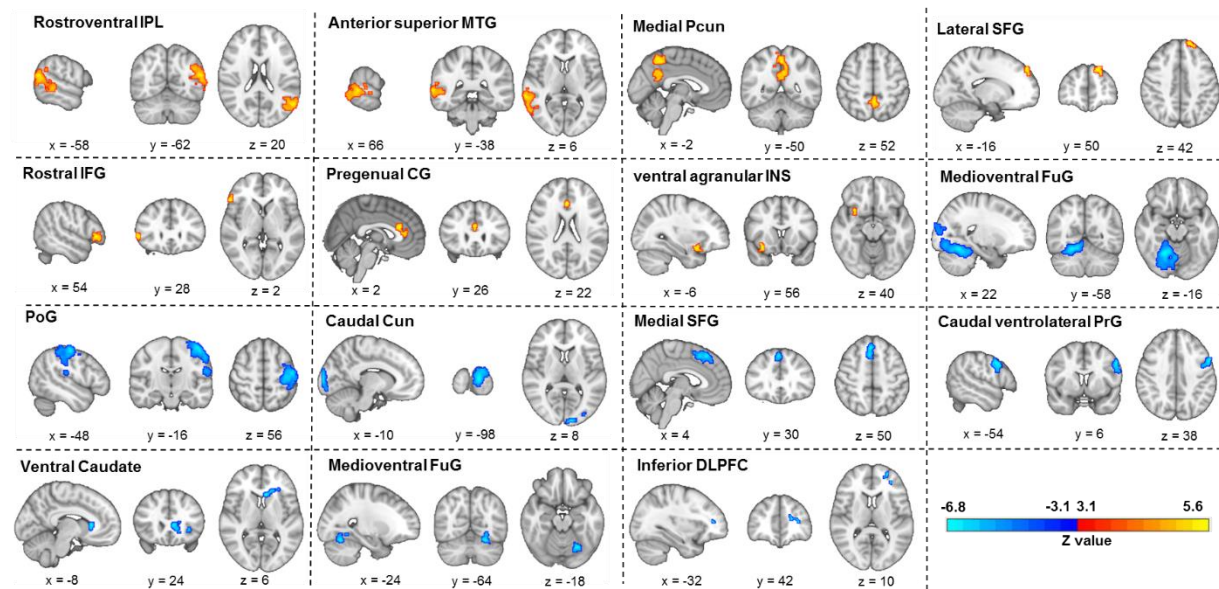 Rostroventral IPL
x = -58 y = -62 z = 20
Anterior superior MTG
x = 66 y = -38 z = 6
Medial Pcun
x = -2 y = -50 z = 52
Lateral SFG
x = -16 y = 50 z = 42
Rostral IFG
x = 54 y = 28 z = 2
Pregenual CG
x = 2 y = 26 z = 22
ventral agranular INS
x = -6 y = 56 z = 40
Medioventral FuG
x = 22 y = -58 z = -16
PoG
x = -48 y = -16 z = 56
Caudal Cun
x = -10 y = -98 z = 8
Medial SFG
x = 4 y = 30 z = 50
Caudal ventrolateral PrG
x = -54 y = 6 z = 38
Ventral Caudate
x = -8 y = 24 z = 6
Medioventral FuG
x = -24 y = -64 z = -18
Inferior DLPFC
x = -32 y = 42 z = 10
-6.8 -3.1 3.1 5.6
Z value